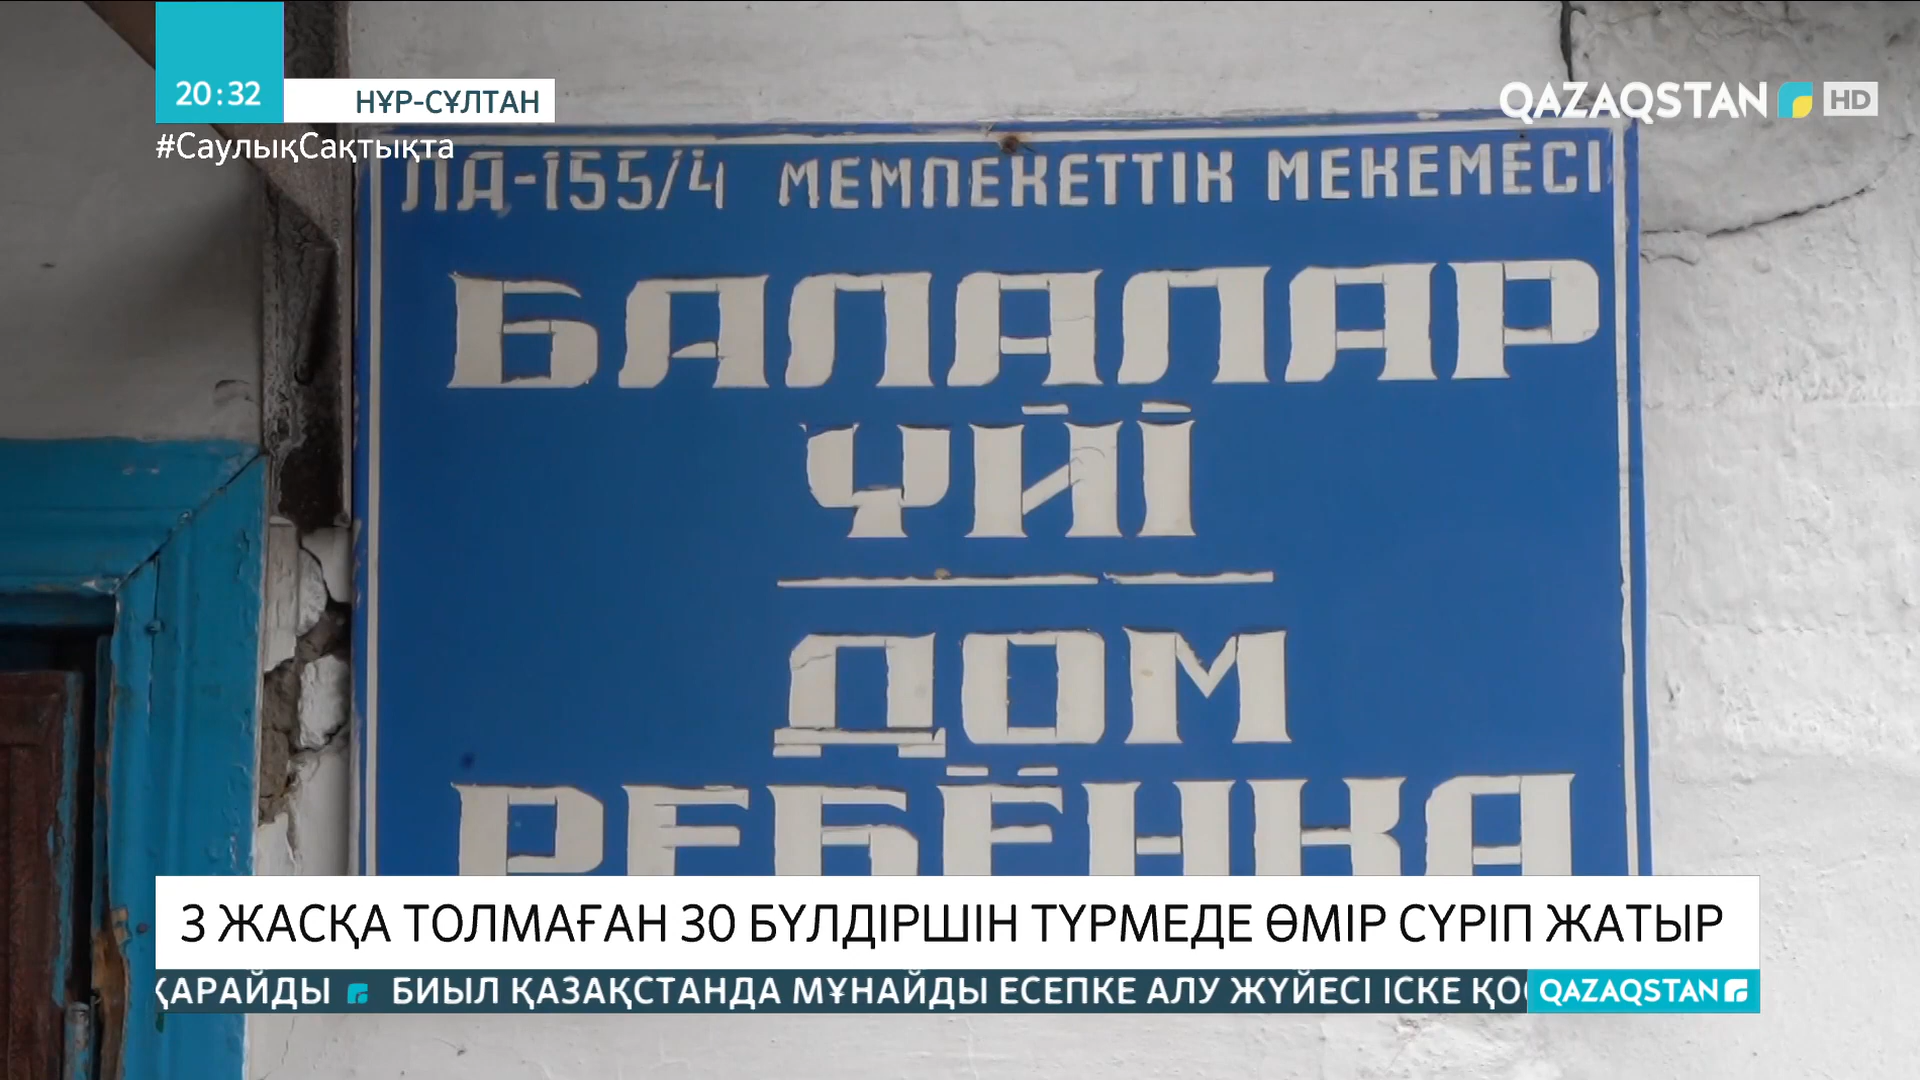 20:32
НҰР-СҰЛТАН
QAZAQSTAN HD
#СаулықСақтықта
ЛА-155/4 МЕМЛЕКЕТТІК МЕКЕМЕСІ
БАЛАЛАР
ҮЙІ
ДОМ
РЕБЁНКА
3 ЖАСҚА ТОЛМАҒАН 30 БҮЛДІРШІН ТҮРМЕДЕ ӨМІР СҮРІП ЖАТЫР
ҚАРАЙДЫ БИЫЛ ҚАЗАҚСТАНДА МҰНАЙДЫ ЕСЕПКЕ АЛУ ЖҮЙЕСІ ІСКЕ
QAZAQSTAN